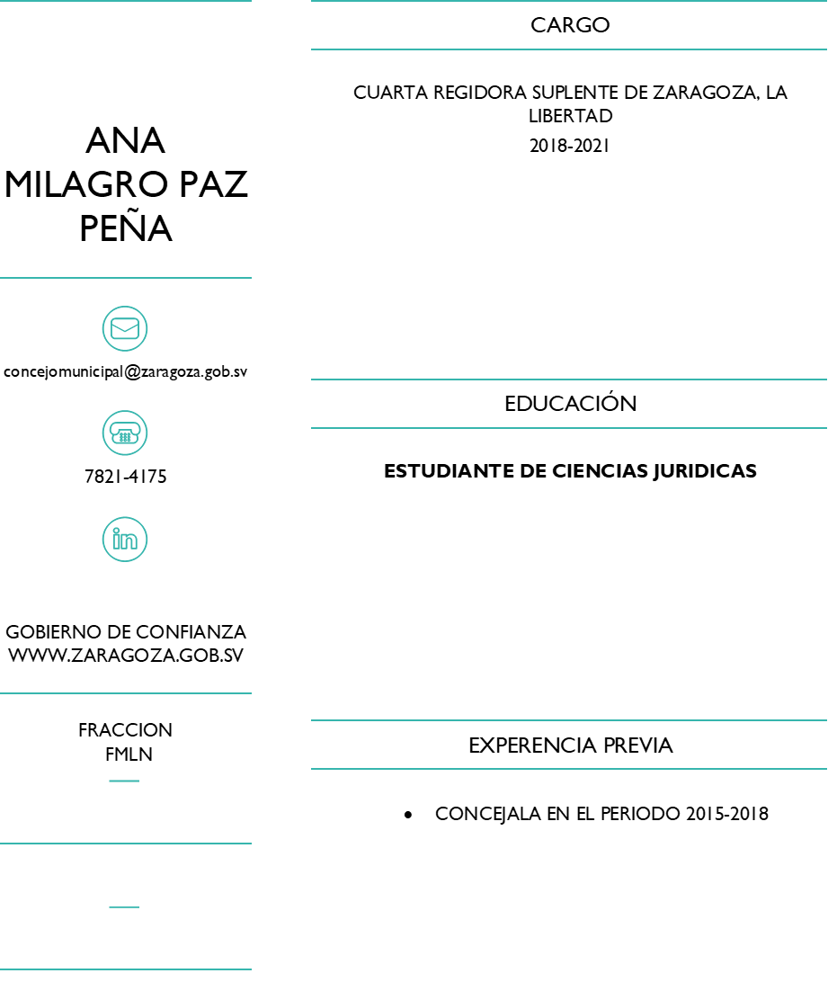 ANA
MILAGRO PAZ
PEÑA
concejomunicipal@zaragoza.gob.sv
7821-4175
in
GOBIERNO DE CONFIANZA
WWW.ZARAGOZA.GOB.SV
FRACCION
FMLN
CARGO
CUARTA REGIDORA SUPLENTE DE ZARAGOZA, LA
LIBERTAD
2018-2021
EDUCACIÓN
ESTUDIANTE DE CIENCIAS JURIDICAS
EXPERENCIA PREVIA
• CONCEJALA EN EL PERIODO 2015-2018